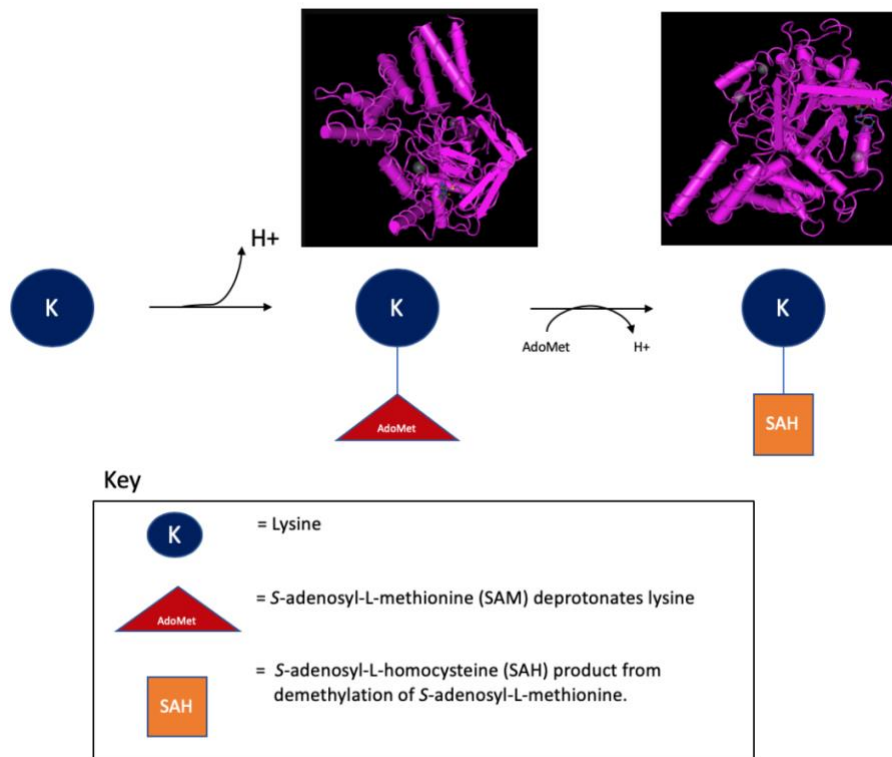 H+
K
K
K
AdoMet
H+
AdoMet
SAH
Key
K
= Lysine
AdoMet
= S-adenosyl-L-methionine (SAM) deprotonates lysine
SAH
= S-adenosyl-L-homocysteine (SAH) product from
demethylation of S-adenosyl-L-methionine.